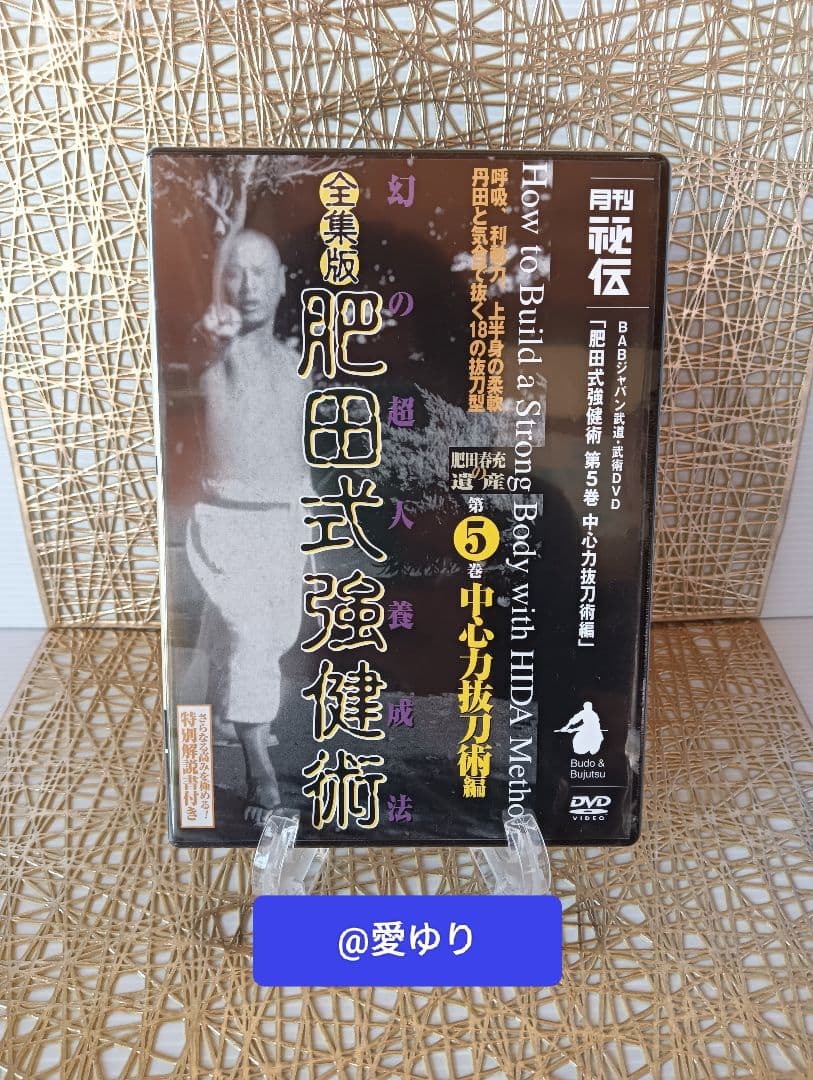 月刊
秘伝
BABジャパン武道・武術DVD
「肥田式強健術 第5巻 中心力抜刀術編」
Budo &
Bujutsu
DVD
VIDEO
How to Build a Strong Body with HIDA Metho
呼吸、利動力、上半身の柔軟
丹田と気合で抜く18の抜刀型
肥田春充
の
遺産
第5巻 中心力抜刀術編
幻の超人養成法
全集版
肥田式強健術
さらなる高みを極める!
特別解説書付き
@愛ゆり